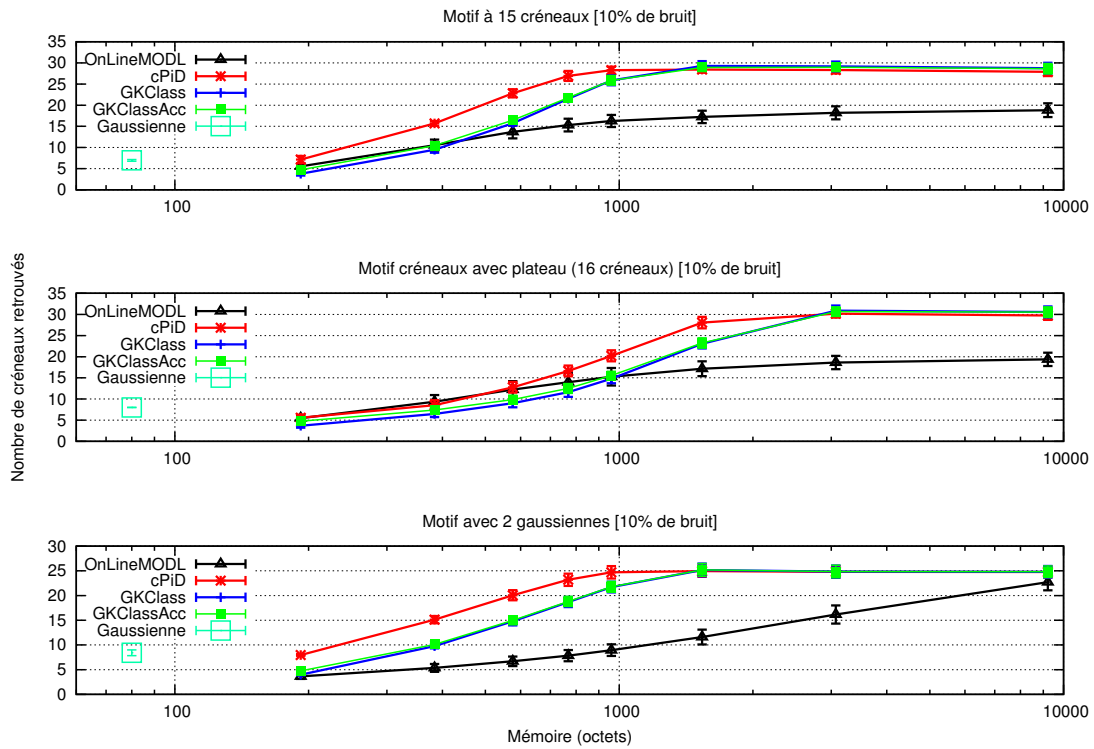 Motif à 15 créneaux [10% de bruit]
35
30
25
20
15
10
5
0
OnLineMODL
cPiD
GKClass
GKClassAcc
Gaussienne
100
1000
10000
Nombre de créneaux retrouvés
Motif créneaux avec plateau (16 créneaux) [10% de bruit]
35
30
25
20
15
10
5
0
OnLineMODL
cPiD
GKClass
GKClassAcc
Gaussienne
100
1000
10000
Motif avec 2 gaussiennes [10% de bruit]
30
25
20
15
10
5
0
OnLineMODL
cPiD
GKClass
GKClassAcc
Gaussienne
100
1000
10000
Mémoire (octets)